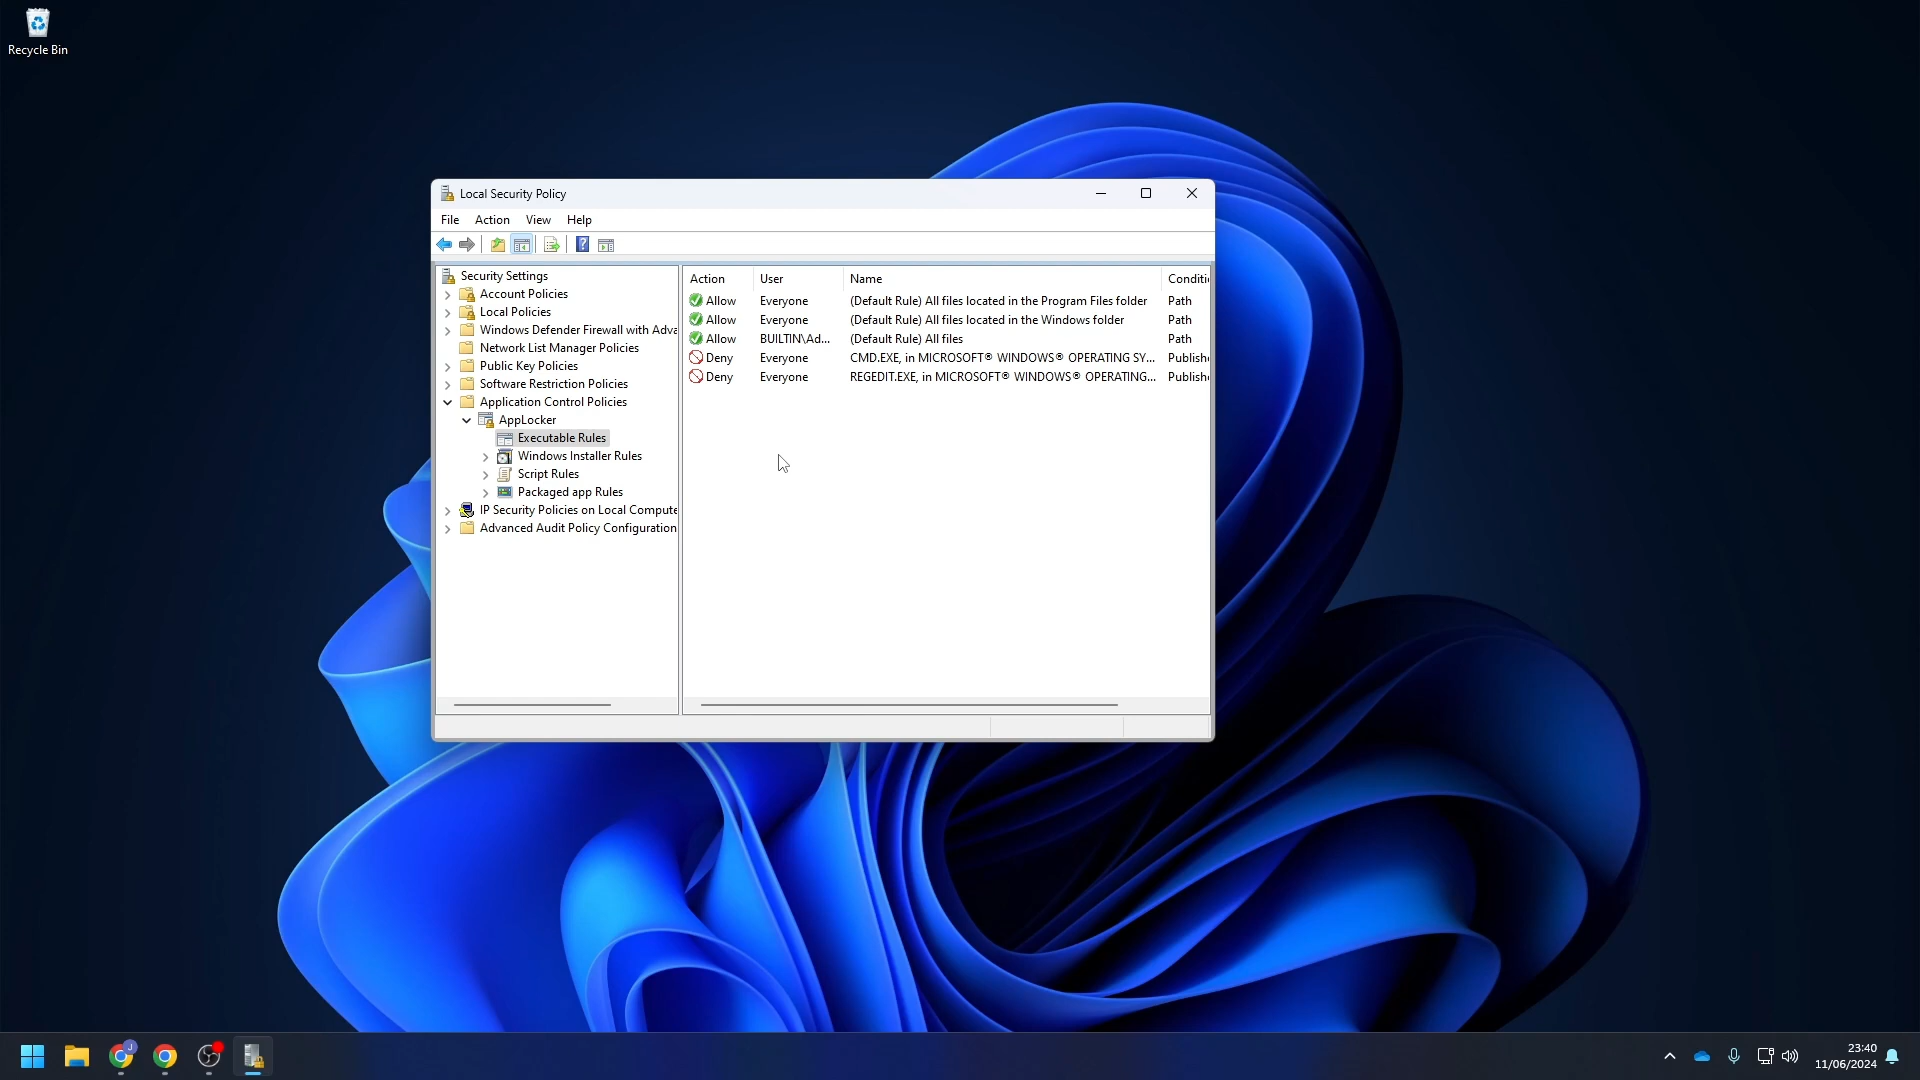 Recycle Bin
Local Security Policy
File Action View Help
Security Settings
Account Policies
Local Policies
Windows Defender Firewall with Adva
Network List Manager Policies
Public Key Policies
Software Restriction Policies
Application Control Policies
AppLocker
Executable Rules
Windows Installer Rules
Script Rules
Packaged app Rules
IP Security Policies on Local Compute
Advanced Audit Policy Configuration
Action User Name Conditi
Allow Everyone (Default Rule) All files located in the Program Files folder Path
Allow Everyone (Default Rule) All files located in the Windows folder Path
Allow BUILTIN\Ad... (Default Rule) All files Path
Deny Everyone CMD.EXE, in MICROSOFT® WINDOWS® OPERATING SY... Publish
Deny Everyone REGEDIT.EXE, in MICROSOFT® WINDOWS® OPERATING... Publish
J
23:40
11/06/2024